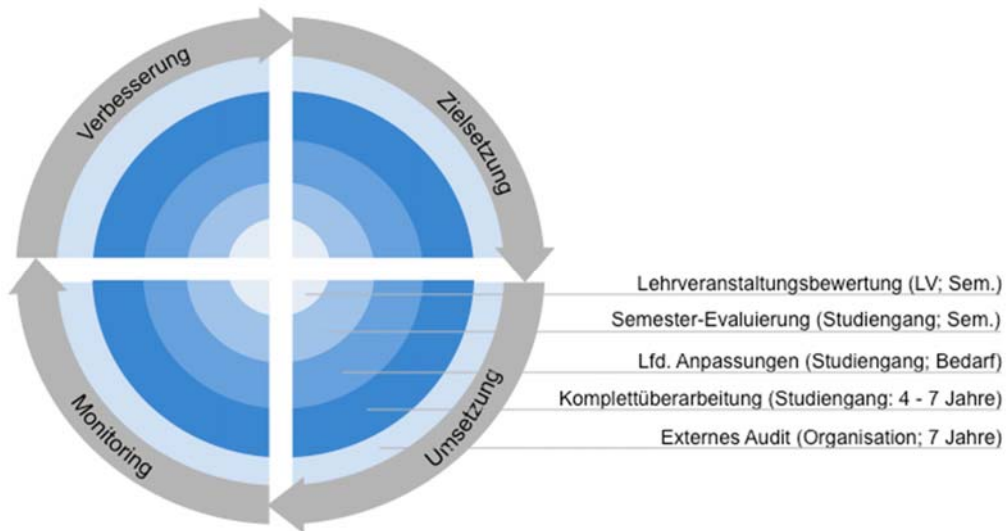 Verbesserung
Zielsetzung
Lehrveranstaltungsbewertung (LV; Sem.)
Semester-Evaluierung (Studiengang; Sem.)
Lfd. Anpassungen (Studiengang; Bedarf)
Komplettüberarbeitung (Studiengang: 4 - 7 Jahre)
Externes Audit (Organisation; 7 Jahre)
Umsetzung
Monitoring